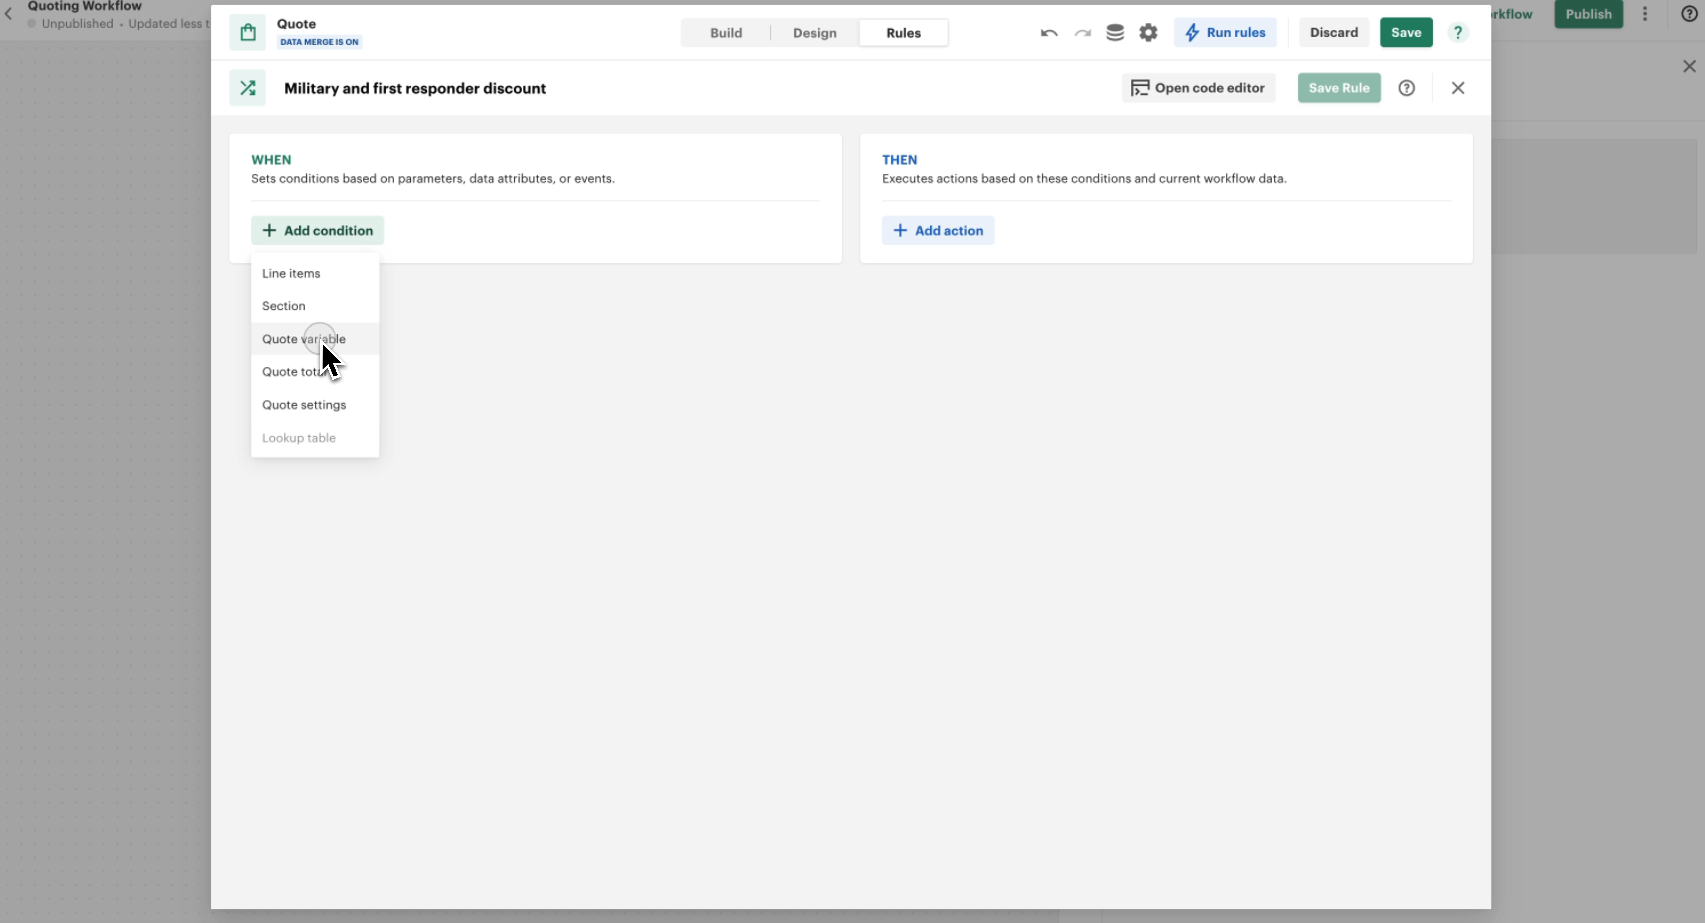 Quoting Workflow
Unpublished • Updated less t
rkflow
Publish
Quote
DATA MERGE IS ON
Build
Design
Rules
Run rules
Discard
Save
?
Military and first responder discount
Open code editor
Save Rule
WHEN
Sets conditions based on parameters, data attributes, or events.
+ Add condition
THEN
Executes actions based on these conditions and current workflow data.
+ Add action
Line items
Section
Quote variable
Quote total
Quote settings
Lookup table